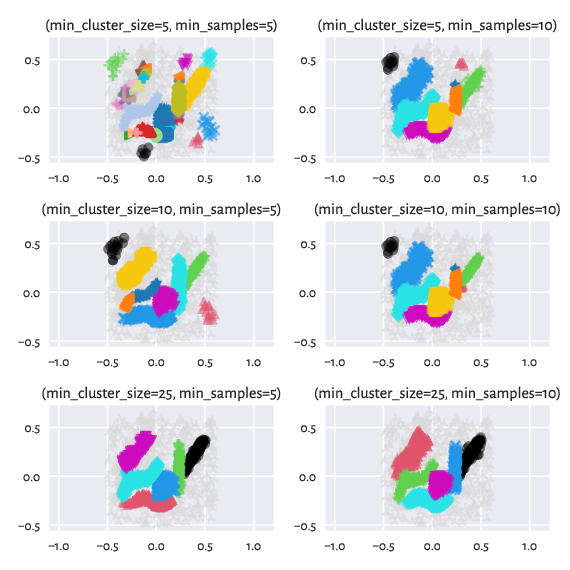 (min_cluster_size=5, min_samples=5)
(min_cluster_size=5, min_samples=10)
0.5
0.0
−0.5
−1.0 −0.5 0.0 0.5 1.0
0.5
0.0
−0.5
−1.0 −0.5 0.0 0.5 1.0
(min_cluster_size=10, min_samples=5)
(min_cluster_size=10, min_samples=10)
0.5
0.0
−0.5
−1.0 −0.5 0.0 0.5 1.0
0.5
0.0
−0.5
−1.0 −0.5 0.0 0.5 1.0
(min_cluster_size=25, min_samples=5)
(min_cluster_size=25, min_samples=10)
0.5
0.0
−0.5
−1.0 −0.5 0.0 0.5 1.0
0.5
0.0
−0.5
−1.0 −0.5 0.0 0.5 1.0